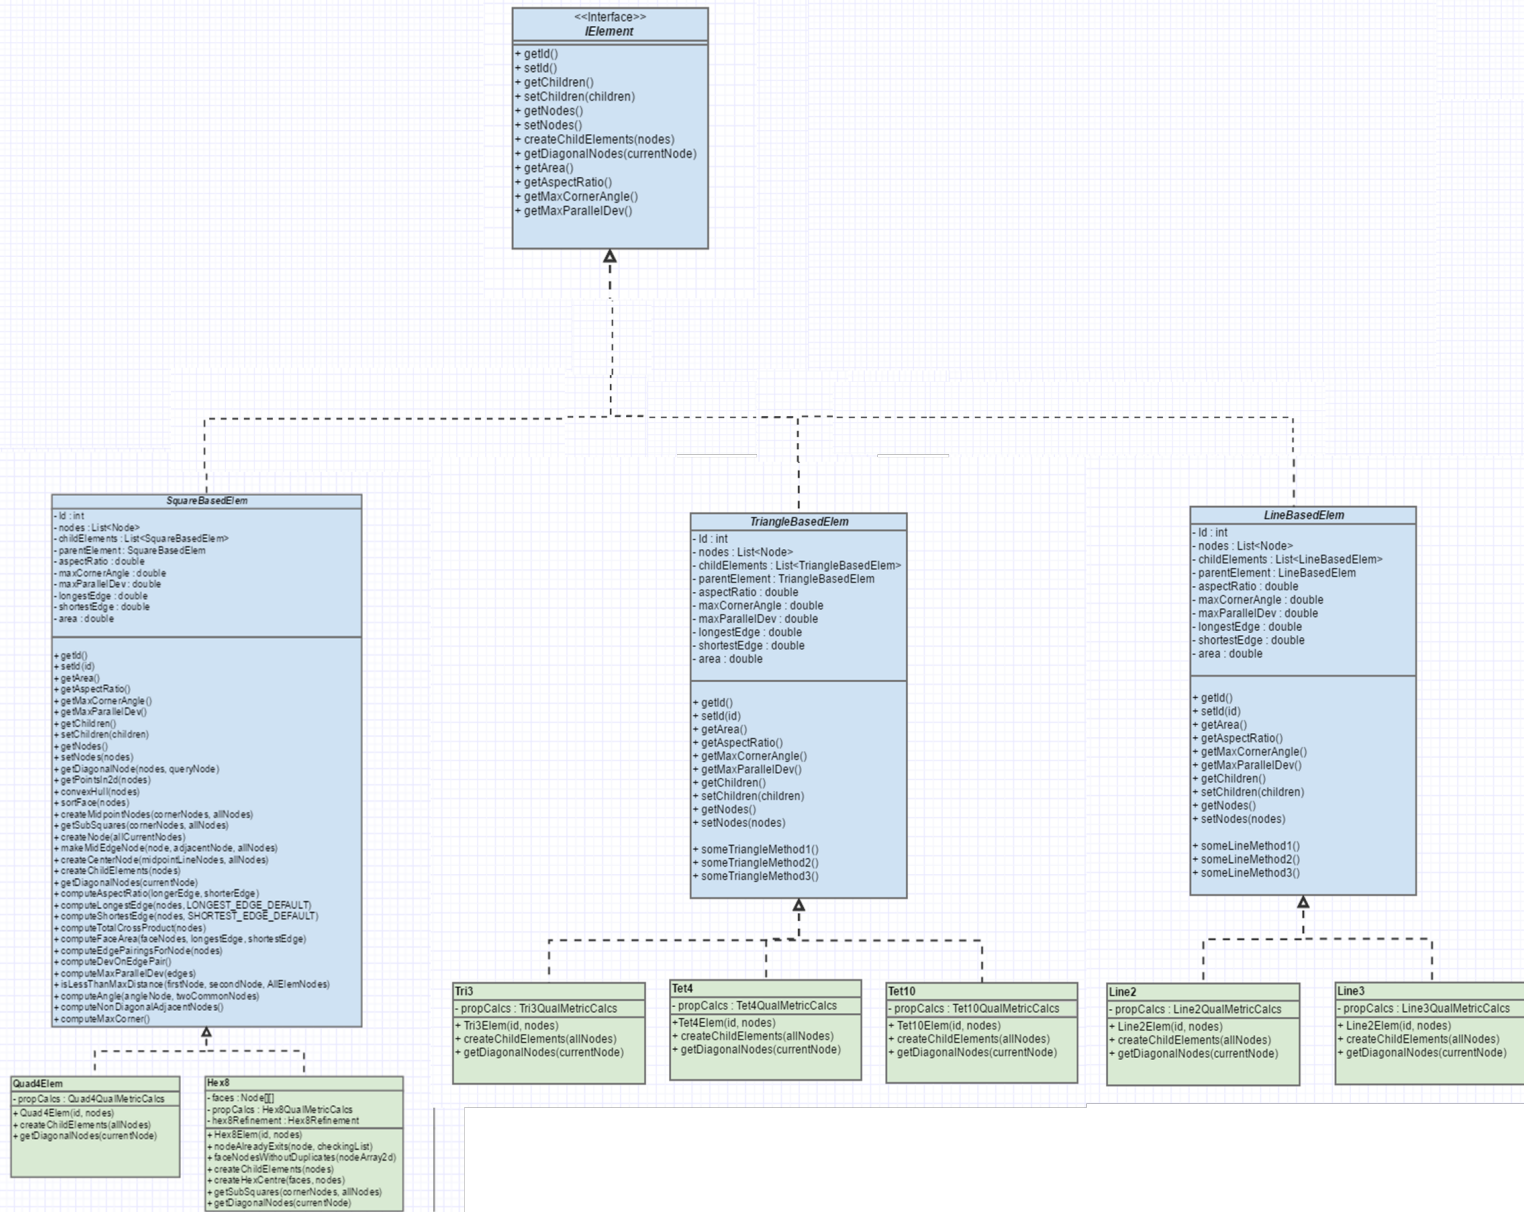 <<Interface>>
IElement
+ getId()
+ setId()
+ getChildren()
+ setChildren(children)
+ getNodes()
+ setNodes()
+ createChildElements(nodes)
+ getDiagonalNodes(currentNode)
+ getArea()
+ getAspectRatio()
+ getMaxCornerAngle()
+ getMaxParallelDev()
SquareBasedElem
- Id : int
- nodes : List<Node>
- childElements : List<SquareBasedElem>
- parentElement : SquareBasedElem
- aspectRatio : double
- maxCornerAngle : double
- maxParallelDev : double
- longestEdge : double
- shortestEdge : double
- area : double
+ getId()
+ setId(id)
+ getArea()
+ getAspectRatio()
+ getMaxCornerAngle()
+ getMaxParallelDev()
+ getChildren()
+ setChildren(children)
+ getNodes()
+ setNodes(nodes)
+ getDiagonalNode(nodes, queryNode)
+ getPointsIn2d(nodes)
+ convexHull(nodes)
+ sortFace(nodes)
+ createMidpointNodes(cornerNodes, allNodes)
+ getSubSquares(cornerNodes, allNodes)
+ createNode(allCurrentNodes)
+ makeMidEdgeNode(node, adjacentNode, allNodes)
+ createCenterNode(midpointLineNodes, allNodes)
+ createChildElements(nodes)
+ getDiagonalNodes(currentNode)
+ computeAspectRatio(longerEdge, shorterEdge)
+ computeLongestEdge(nodes, LONGEST_EDGE_DEFAULT)
+ computeShortestEdge(nodes, SHORTEST_EDGE_DEFAULT)
+ computeTotalCrossProduct(nodes)
+ computeFaceArea(faceNodes, longestEdge, shortestEdge)
+ computeEdgePairingsForNode(nodes)
+ computeDevOnEdgePair()
+ computeMaxParallelDev(edges)
+ isLessThanMaxDistance(firstNode, secondNode, AllElemNodes)
+ computeAngle(angleNode, twoCommonNodes)
+ computeNonDiagonalAdjacentNodes()
+ computeMaxCorner()
TriangleBasedElem
- Id : int
- nodes : List<Node>
- childElements : List<TriangleBasedElem>
- parentElement : TriangleBasedElem
- aspectRatio : double
- maxCornerAngle : double
- maxParallelDev : double
- longestEdge : double
- shortestEdge : double
- area : double
+ getId()
+ setId(id)
+ getArea()
+ getAspectRatio()
+ getMaxCornerAngle()
+ getMaxParallelDev()
+ getChildren()
+ setChildren(children)
+ getNodes()
+ setNodes(nodes)
+ someTriangleMethod1()
+ someTriangleMethod2()
+ someTriangleMethod3()
LineBasedElem
- Id : int
- nodes : List<Node>
- childElements : List<LineBasedElem>
- parentElement : LineBasedElem
- aspectRatio : double
- maxCornerAngle : double
- maxParallelDev : double
- longestEdge : double
- shortestEdge : double
- area : double
+ getId()
+ setId(id)
+ getArea()
+ getAspectRatio()
+ getMaxCornerAngle()
+ getMaxParallelDev()
+ getChildren()
+ setChildren(children)
+ getNodes()
+ setNodes(nodes)
+ someLineMethod1()
+ someLineMethod2()
+ someLineMethod3()
Quad4Elem
- propCalcs : Quad4QualMetricCalcs
+ Quad4Elem(id, nodes)
+ createChildElements(allNodes)
+ getDiagonalNodes(currentNode)
Hex8
- faces : Node[][]
- propCalcs : Hex8QualMetricCalcs
- hex8Refinement : Hex8Refinement
+ Hex8Elem(id, nodes)
+ nodeAlreadyExits(node, checkingList)
+ faceNodesWithoutDuplicates(nodeArray2d)
+ createChildElements(nodes)
+ createHexCentre(faces, nodes)
+ getSubSquares(cornerNodes, allNodes)
+ getDiagonalNodes(currentNode)
Tri3
- propCalcs : Tri3QualMetricCalcs
+ Tri3Elem(id, nodes)
+ createChildElements(allNodes)
+ getDiagonalNodes(currentNode)
Tet4
- propCalcs : Tet4QualMetricCalcs
+Tet4Elem(id, nodes)
+ createChildElements(allNodes)
+ getDiagonalNodes(currentNode)
Tet10
- propCalcs : Tet10QualMetricCalcs
+ Tet10Elem(id, nodes)
+ createChildElements(allNodes)
+ getDiagonalNodes(currentNode)
Line2
- propCalcs : Line2QualMetricCalcs
+ Line2Elem(id, nodes)
+ createChildElements(allNodes)
+ getDiagonalNodes(currentNode)
Line3
- propCalcs : Line3QualMetricCalcs
+ Line2Elem(id, nodes)
+ createChildElements(allNodes)
+ getDiagonalNodes(currentNode)